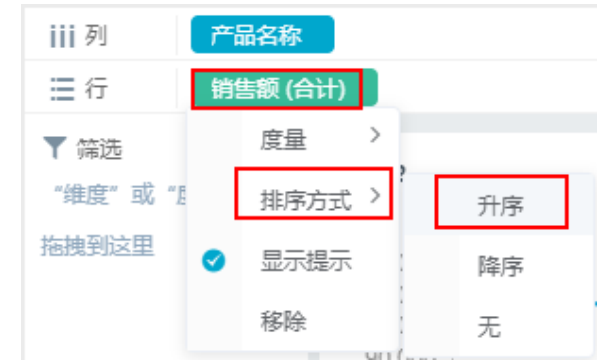 列 产品名称
行 销售额 (合计)
筛选
度量
"维度" 或
排序方式
升序
拖拽到这里
显示提示
降序
移除
无